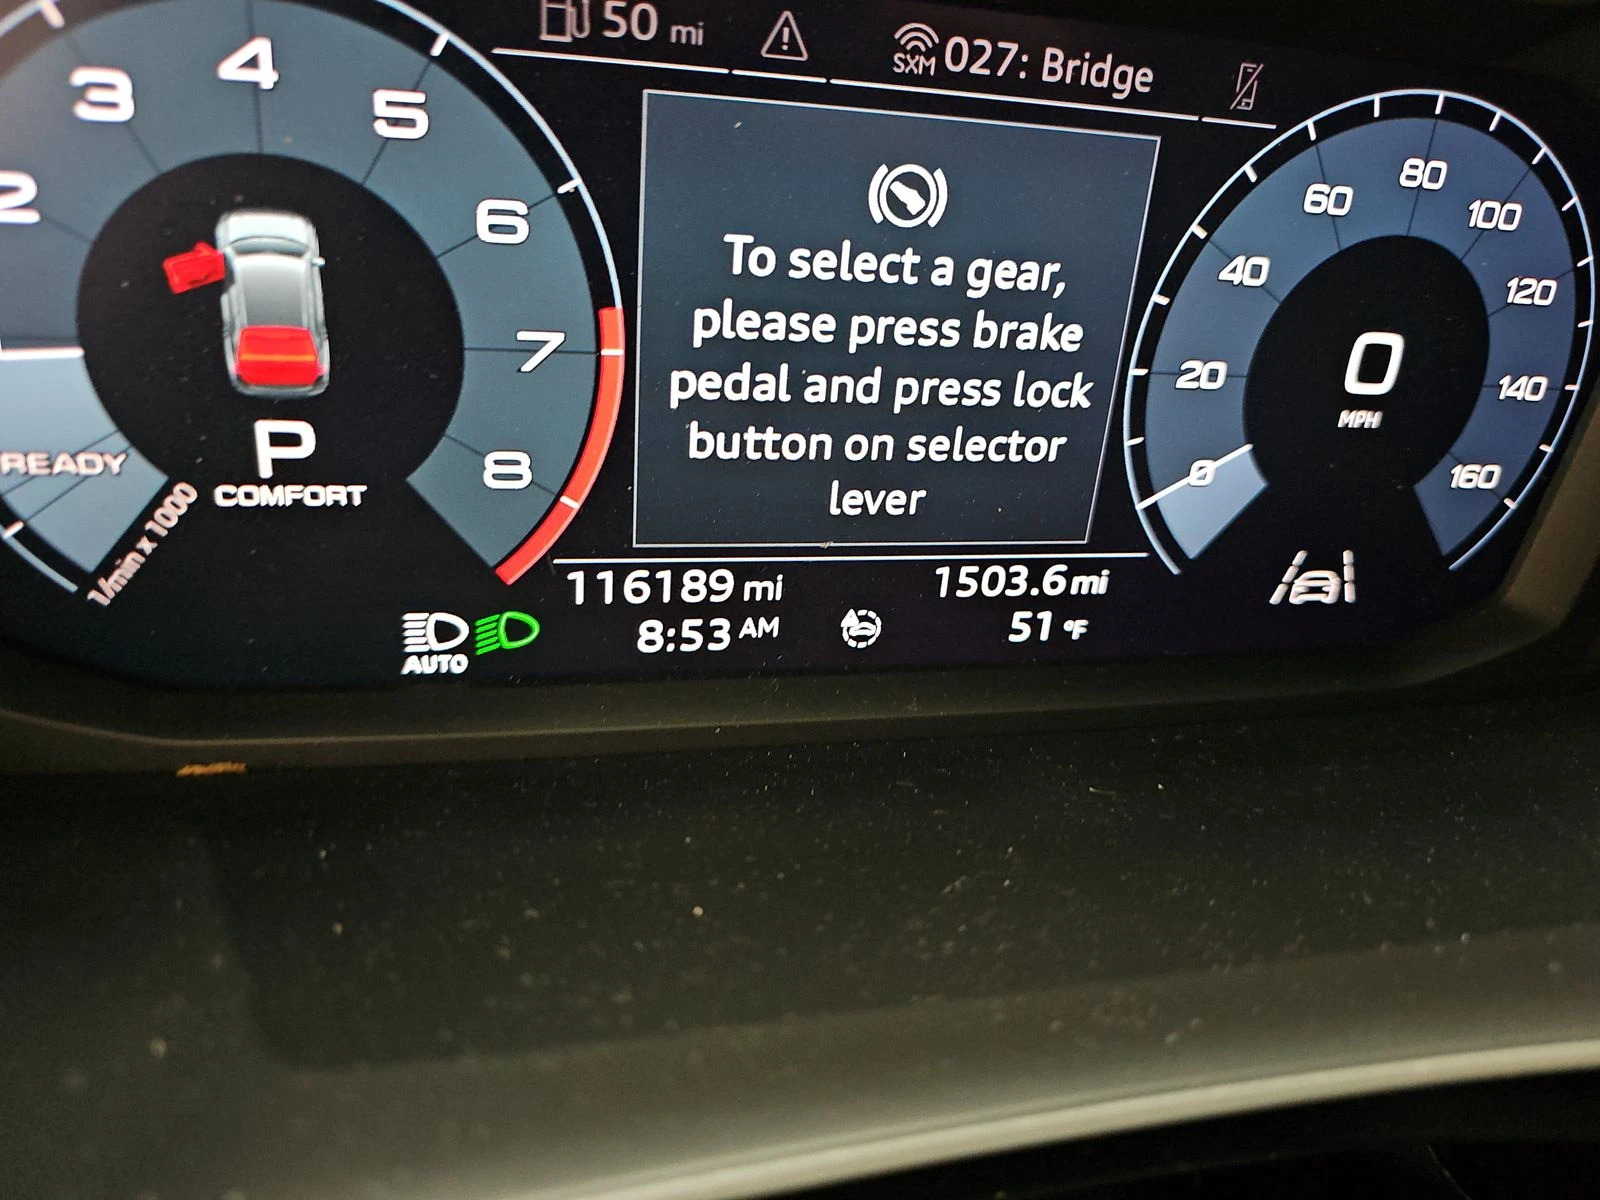 50 mi
SXM 027: Bridge
2
3
4
5
6
7
8
READY
P
COMFORT
1/min x 1000
To select a gear,
please press brake
pedal and press lock
button on selector
lever
0
20
40
60
80
100
120
140
160
0
MPH
116189 mi
1503.6 mi
AUTO
8:53 AM
51 °F